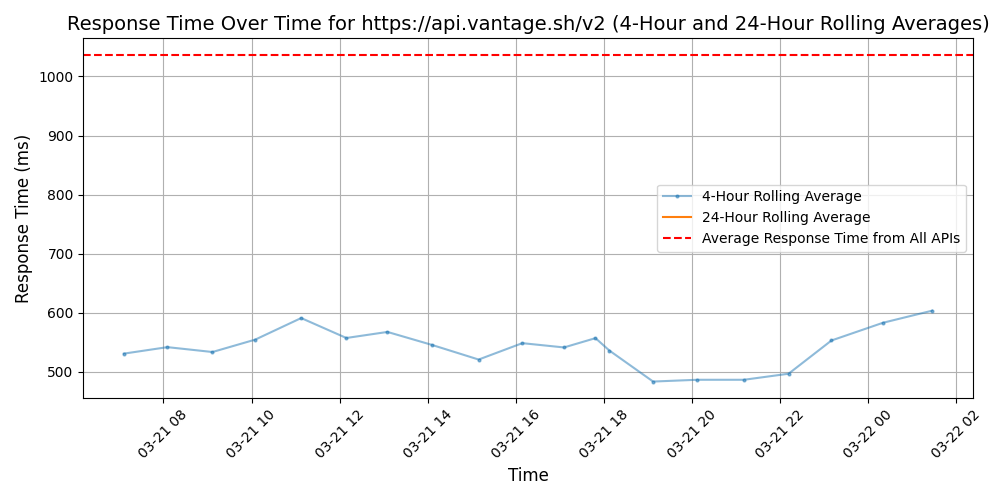 Response Time Over Time for https://api.vantage.sh/v2 (4-Hour and 24-Hour Rolling Averages)
Response Time (ms)
1000
900
800
700
600
500
4-Hour Rolling Average
24-Hour Rolling Average
Average Response Time from All APIs
03-21 08
03-21 10
03-21 12
03-21 14
03-21 16
03-21 18
03-21 20
03-21 22
03-22 00
03-22 02
Time